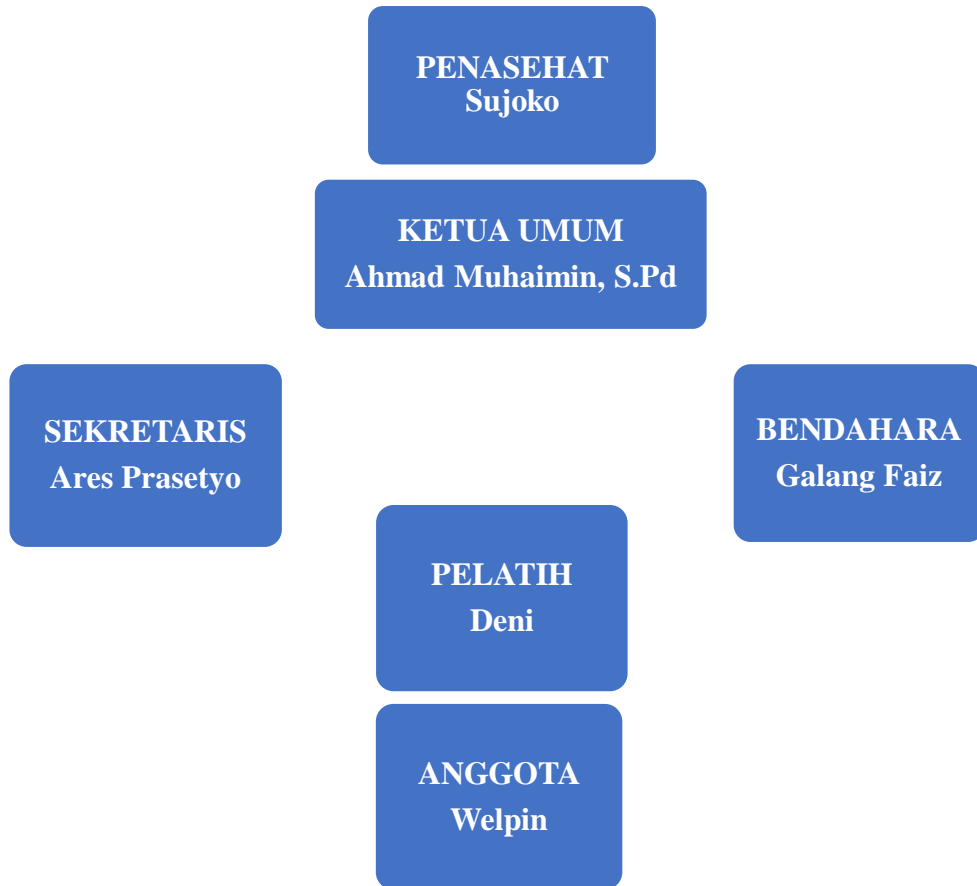 PENASEHAT
Sujoko
KETUA UMUM
Ahmad Muhaimin, S.Pd
SEKRETARIS
Ares Prasetyo
BENDAHARA
Galang Faiz
PELATIH
Deni
ANGGOTA
Welpin